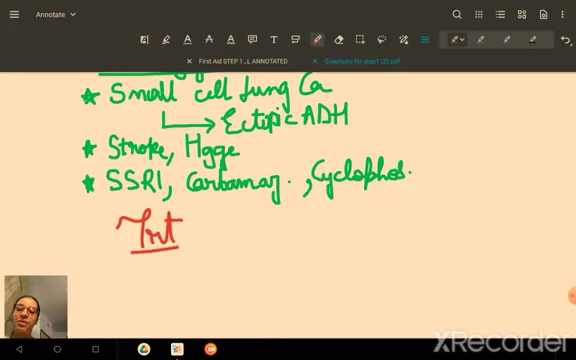 Annotate
First Aid STEP 1...L ANNOTATED
Questions for step1 (2).pdf
★ Small cell lung Ca
Ectopic ADH
★ Stroke, Hgge
★ SSRI, Carbamaz. , Cyclophos.
Trt
XRecorder